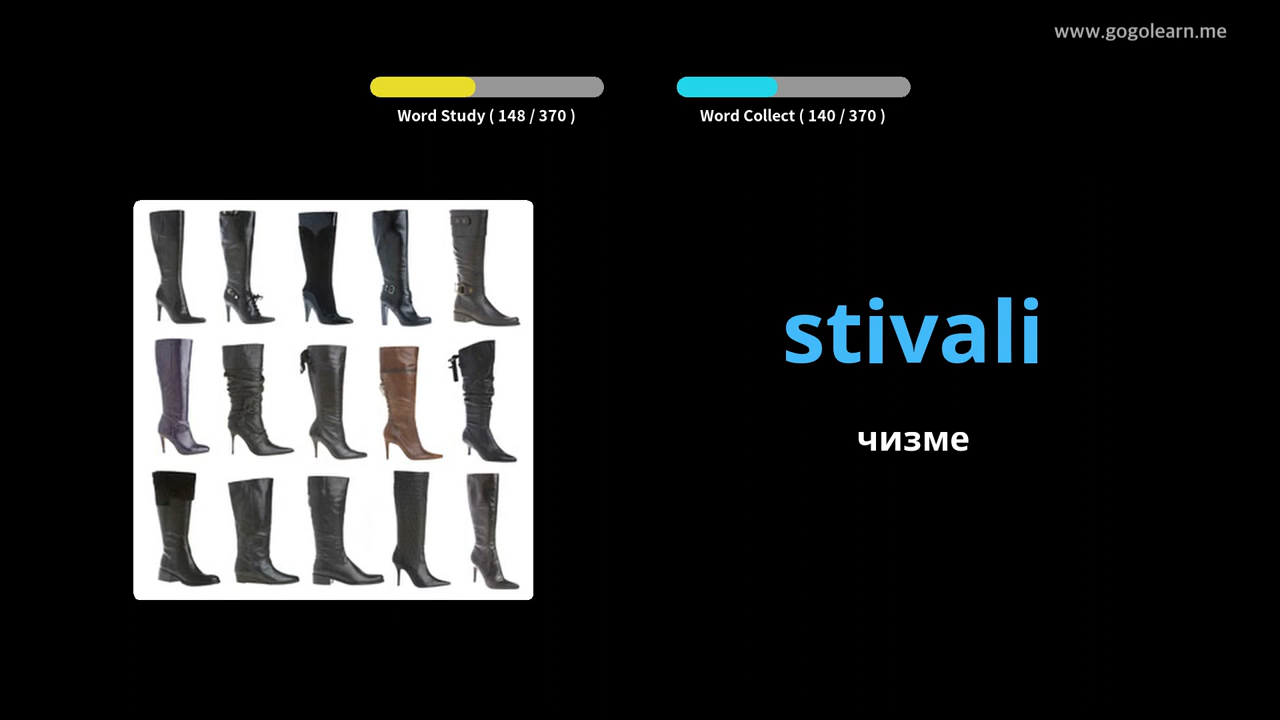 www.gogolearn.me
Word Study ( 148 / 370 )
Word Collect ( 140 / 370 )
stivali
чизме